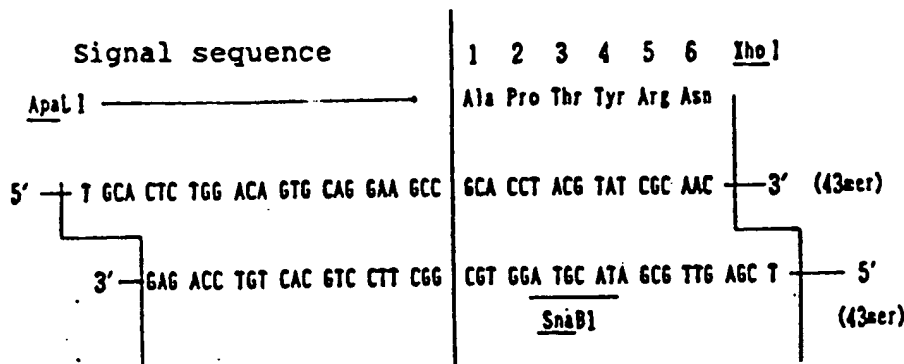 Signal sequence
1 2 3 4 5 6 XhoI
ApaLI
Ala Pro Thr Tyr Arg Asn
5' T GCA CTC TGG ACA GTG CAG GAA GCC GCA CCT ACG TAT CGC AAC 3' (43mer)
3' GAG ACC TGT CAC GTC CTT CGG CGT GGA TGC ATA GCG TTG AGC T 5'
SnaB1
(43mer)